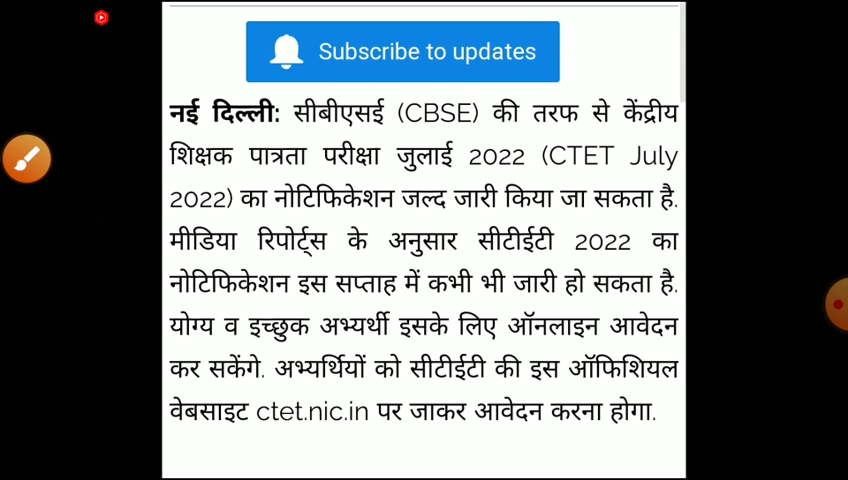 Subscribe to updates
नई दिल्ली: सीबीएसई (CBSE) की तरफ से केंद्रीय
शिक्षक पात्रता परीक्षा जुलाई 2022 (CTET July
2022) का नोटिफिकेशन जल्द जारी किया जा सकता है.
मीडिया रिपोर्ट्स के अनुसार सीटीईटी 2022 का
नोटिफिकेशन इस सप्ताह में कभी भी जारी हो सकता है.
योग्य व इच्छुक अभ्यर्थी इसके लिए ऑनलाइन आवेदन
कर सकेंगे. अभ्यर्थियों को सीटीईटी की इस ऑफिशियल
वेबसाइट ctet.nic.in पर जाकर आवेदन करना होगा.